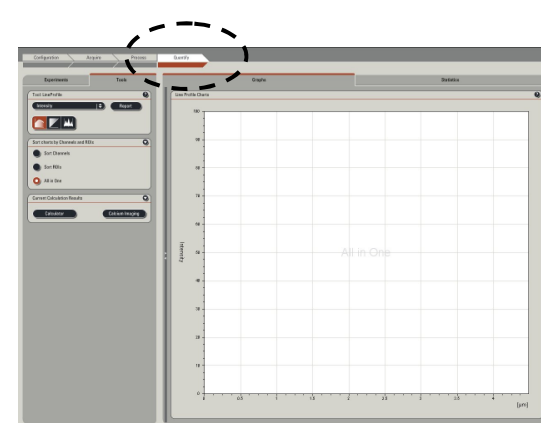 Configuration Acquire Process Quantify
Experiments Tools Graphs Statistics
Tool: LineProfile
Intensity Report
Sort charts by Channels and ROIs
Sort Channels
Sort ROIs
All in One
Current Calculation Results
Calculator Calcium Imaging
Line Profile Charts
100
90
80
70
60
50
40
30
20
10
0
Intensity
All in One
0 0.5 1 1.5 2 2.5 3 3.5 4
[µm]